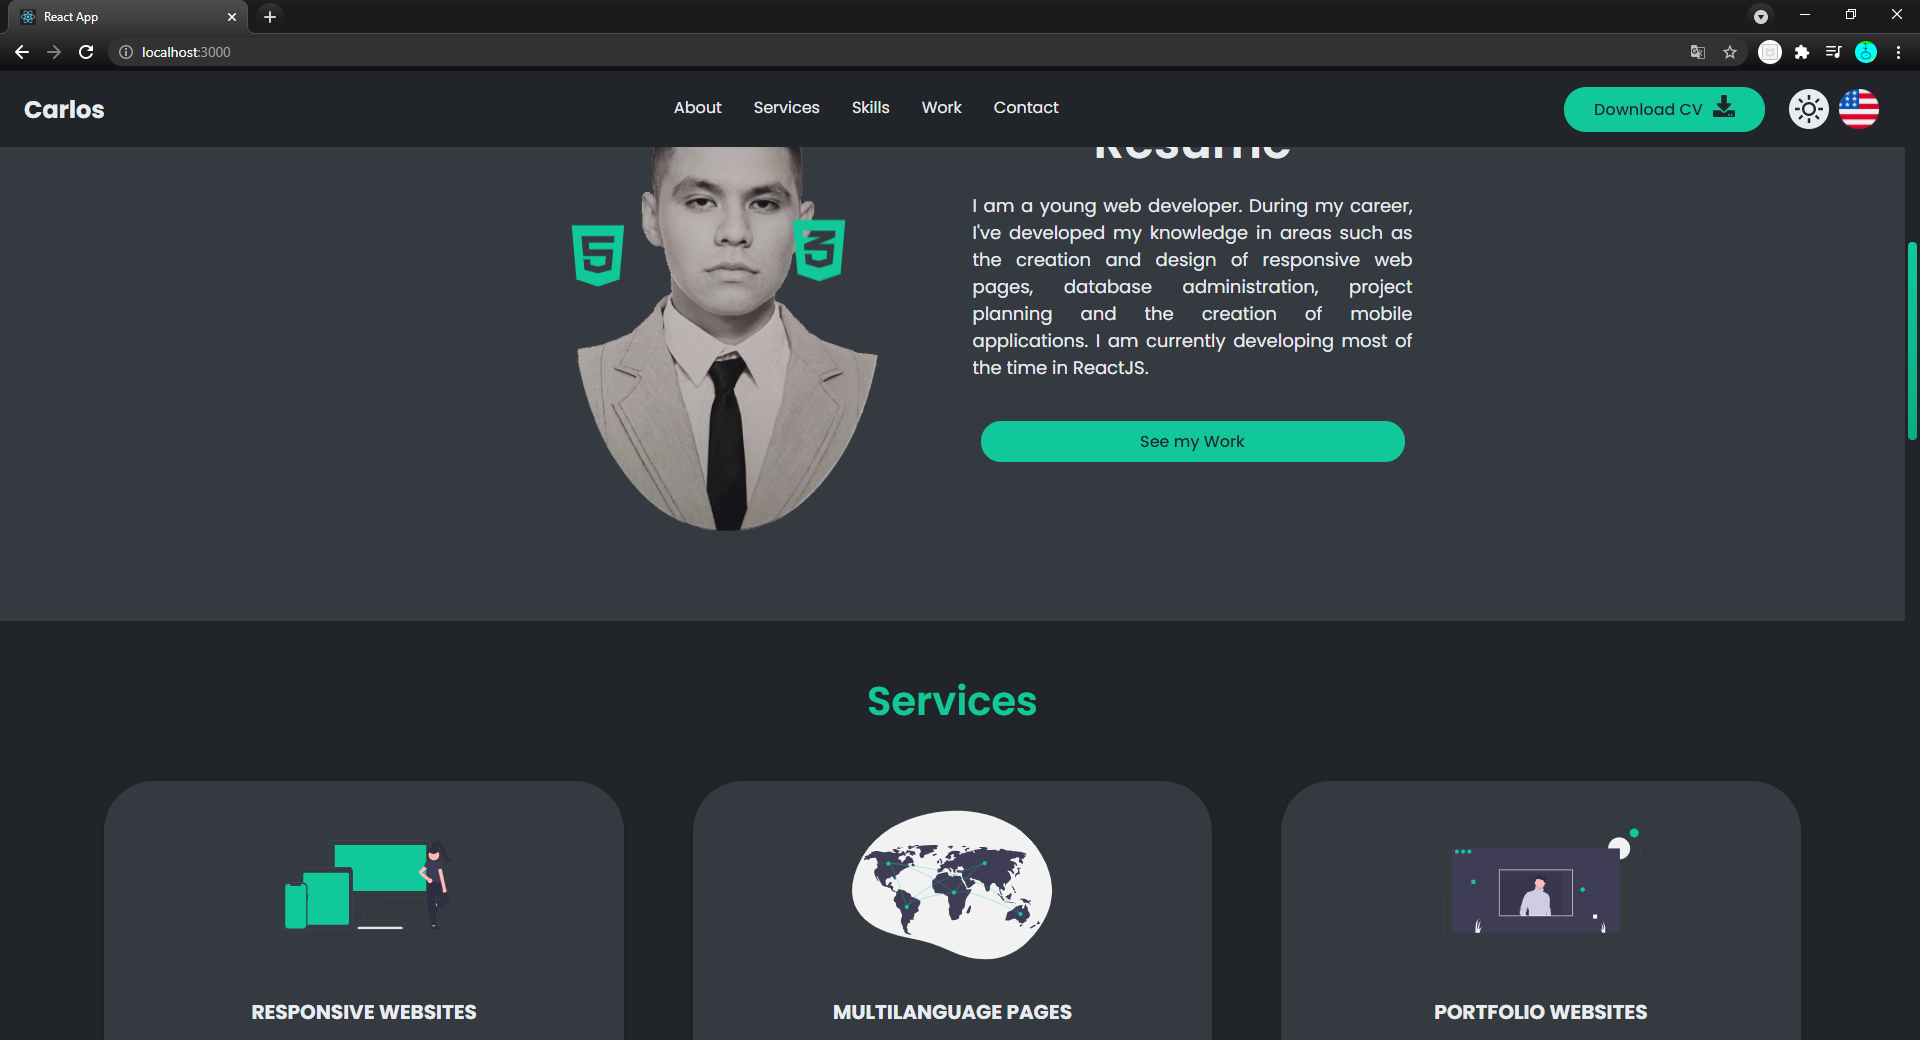 React App
localhost:3000
Carlos
About Services Skills Work Contact
Download CV
Resume
I am a young web developer. During my career,
I've developed my knowledge in areas such as
the creation and design of responsive web
pages, database administration, project
planning and the creation of mobile
applications. I am currently developing most of
the time in ReactJS.
5
3
See my Work
Services
RESPONSIVE WEBSITES
MULTILANGUAGE PAGES
PORTFOLIO WEBSITES